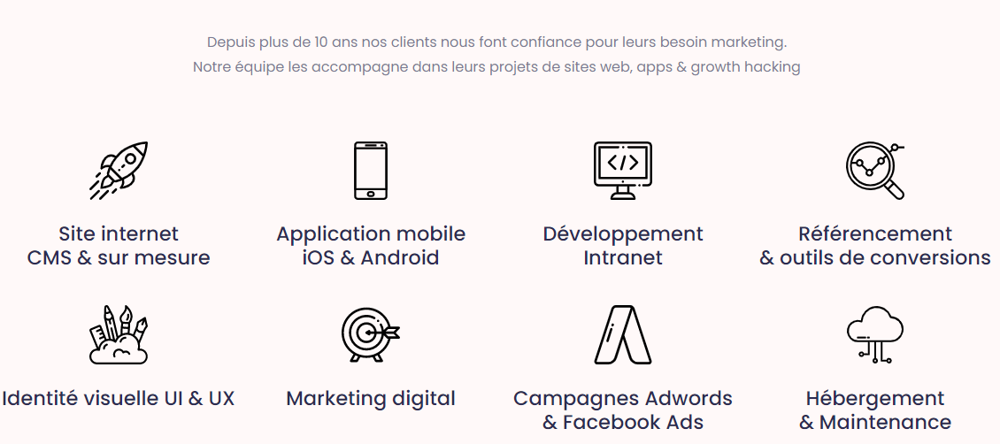 Depuis plus de 10 ans nos clients nous font confiance pour leurs besoin marketing.
Notre équipe les accompagne dans leurs projets de sites web, apps & growth hacking
Site internet
CMS & sur mesure
Application mobile
iOS & Android
Développement
Intranet
Référencement
& outils de conversions
Identité visuelle UI & UX
Marketing digital
Campagnes Adwords
& Facebook Ads
Hébergement
& Maintenance